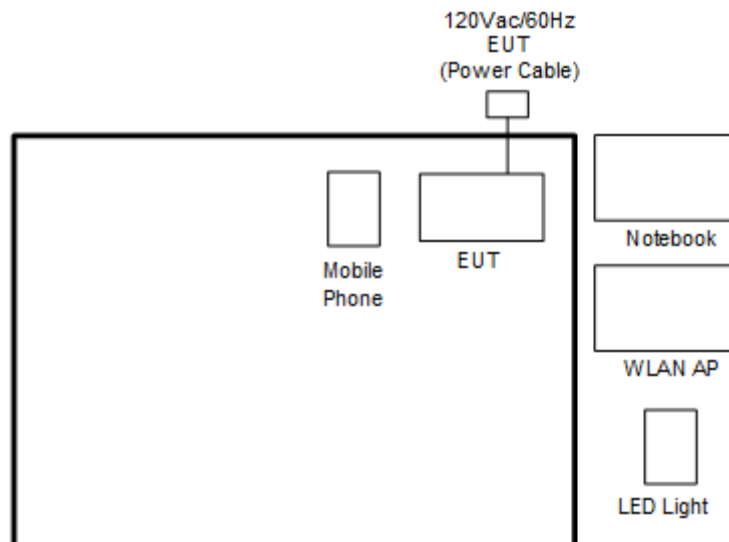 120Vac/60Hz
EUT
(Power Cable)
Mobile
Phone
EUT
Notebook
WLAN AP
LED Light